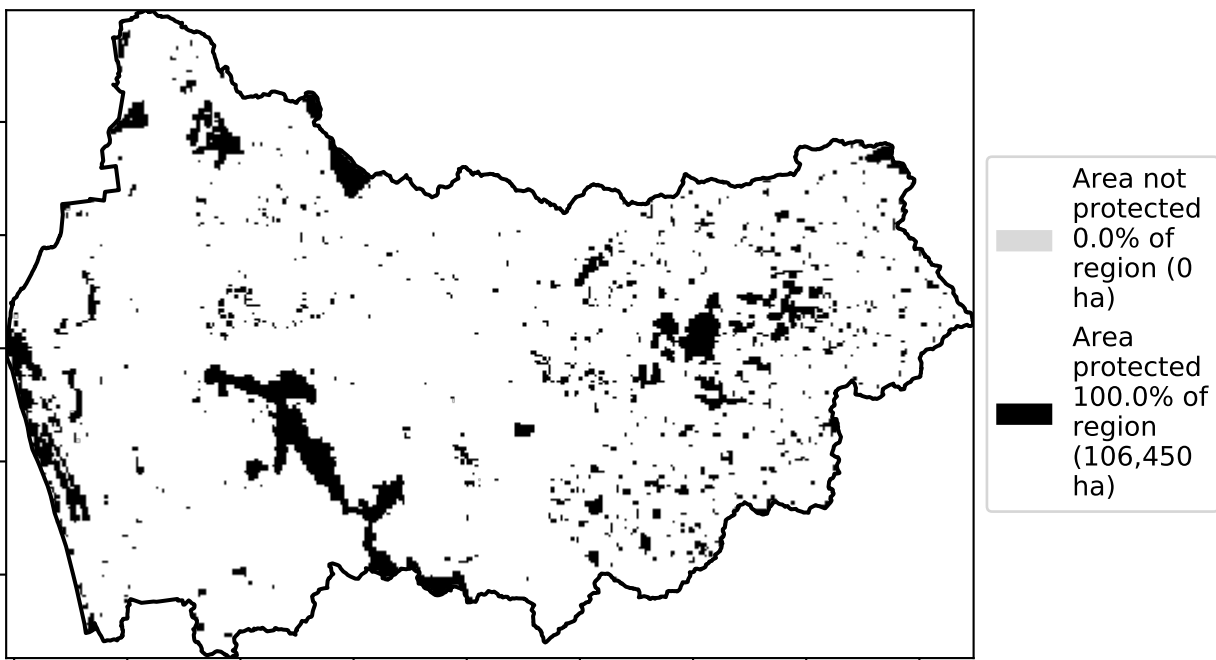 Area not
protected
0.0% of
region (0
ha)
Area
protected
100.0% of
region
(106,450
ha)